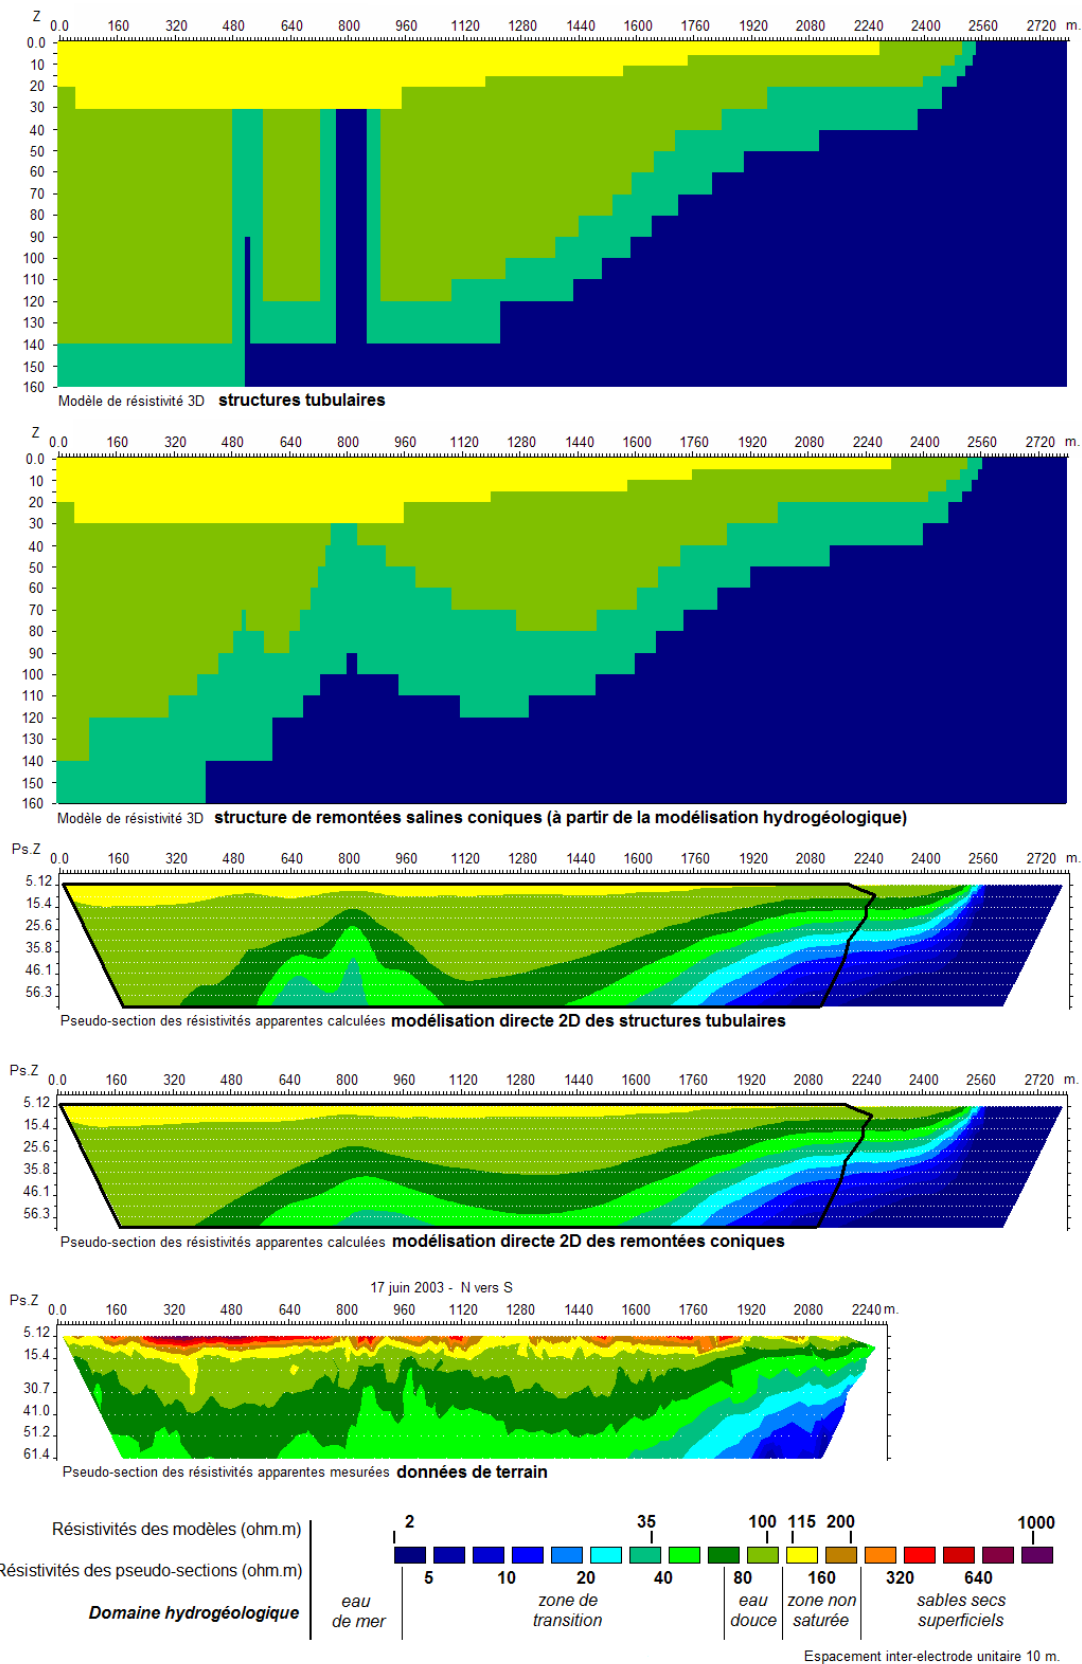 Z
0.0 160 320 480 640 800 960 1120 1280 1440 1600 1760 1920 2080 2240 2400 2560 2720 m.
0.0
10
20
30
40
50
60
70
80
90
100
110
120
130
140
150
160
Modèle de résistivité 3D structures tubulaires
Z
0.0 160 320 480 640 800 960 1120 1280 1440 1600 1760 1920 2080 2240 2400 2560 2720 m.
0.0
10
20
30
40
50
60
70
80
90
100
110
120
130
140
150
160
Modèle de résistivité 3D structure de remontées salines coniques (à partir de la modélisation hydrogéologique)
Ps.Z
0.0 160 320 480 640 800 960 1120 1280 1440 1600 1760 1920 2080 2240 2400 2560 2720 m.
5.12
15.4
25.6
35.8
46.1
56.3
Pseudo-section des résistivités apparentes calculées modélisation directe 2D des structures tubulaires
Ps.Z
0.0 160 320 480 640 800 960 1120 1280 1440 1600 1760 1920 2080 2240 2400 2560 2720 m.
5.12
15.4
25.6
35.8
46.1
56.3
Pseudo-section des résistivités apparentes calculées modélisation directe 2D des remontées coniques
17 juin 2003 - N vers S
Ps.Z
0.0 160 320 480 640 800 960 1120 1280 1440 1600 1760 1920 2080 2240 m.
5.12
15.4
30.7
41.0
51.2
61.4
Pseudo-section des résistivités apparentes mesurées données de terrain
Résistivités des modèles (ohm.m) 2 35 100 115 200 1000
Résistivités des pseudo-sections (ohm.m) 5 10 20 40 80 160 320 640
Domaine hydrogéologique
eau de mer
zone de transition
eau douce
zone non saturée
sables secs superficiels
Espacement inter-electrode unitaire 10 m.